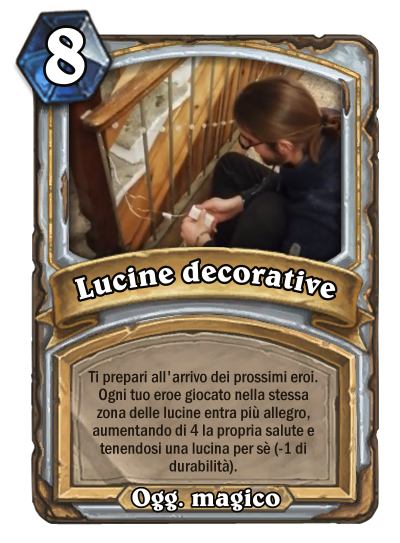 8
Lucine decorative
Ti prepari all'arrivo dei prossimi eroi.
Ogni tuo eroe giocato nella stessa
zona delle lucine entra più allegro,
aumentando di 4 la propria salute e
tenendosi una lucina per sè (-1 di
durabilità).
Ogg. magico